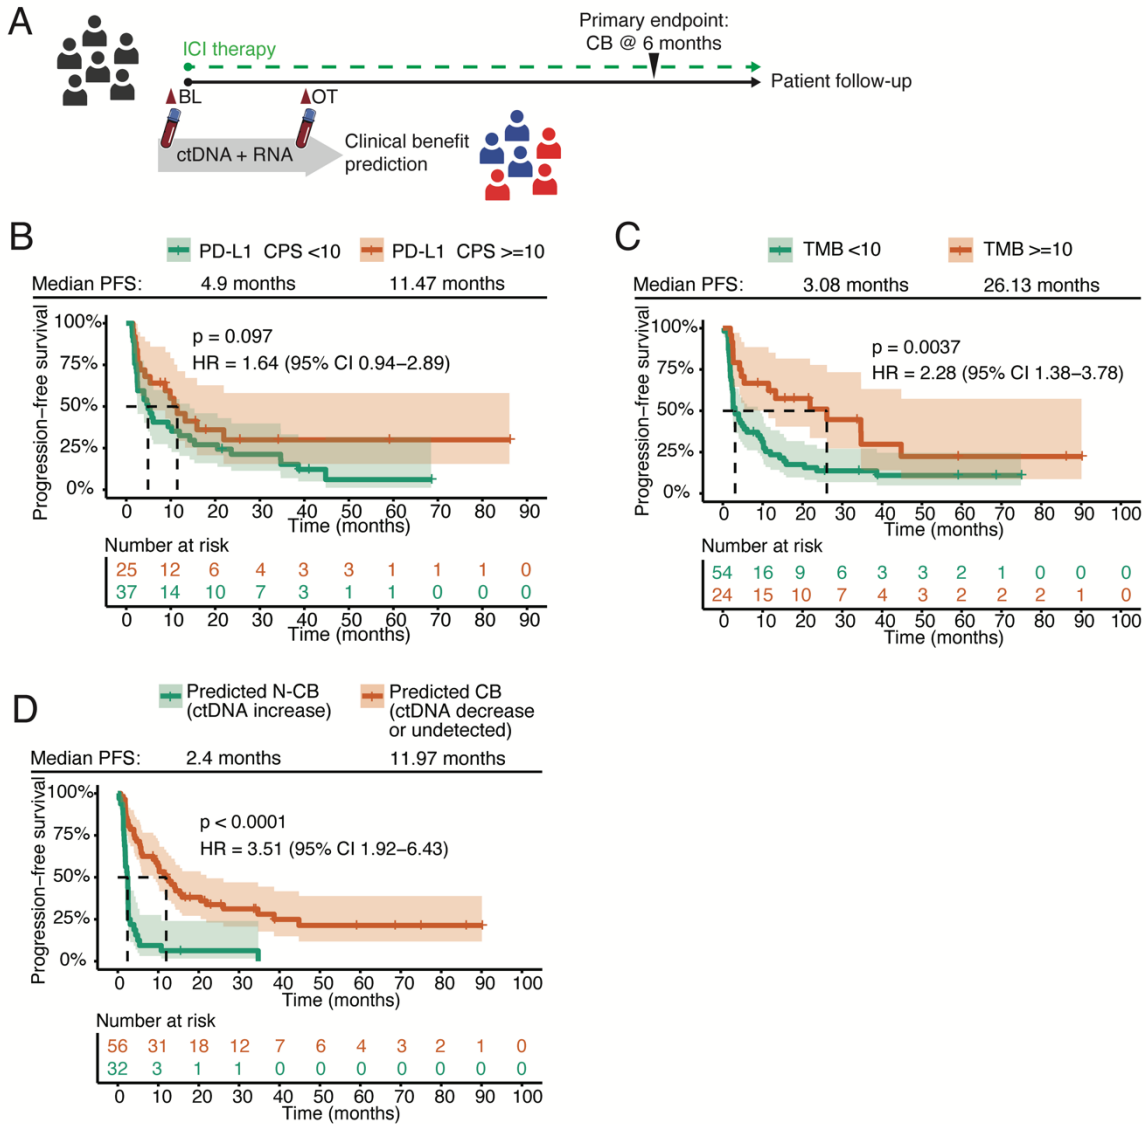 A
Primary endpoint:
CB @ 6 months
ICI therapy
Patient follow-up
BL
OT
ctDNA + RNA
Clinical benefit
prediction
B
PD-L1 CPS <10
PD-L1 CPS >=10
Median PFS:
4.9 months
11.47 months
Progression–free survival
100%
75%
50%
25%
0%
p = 0.097
HR = 1.64 (95% CI 0.94–2.89)
0 10 20 30 40 50 60 70 80 90
Time (months)
Number at risk
25 12 6 4 3 3 1 1 1 0
37 14 10 7 3 1 1 0 0 0
0 10 20 30 40 50 60 70 80 90
Time (months)
C
TMB <10
TMB >=10
Median PFS:
3.08 months
26.13 months
Progression–free survival
100%
75%
50%
25%
0%
p = 0.0037
HR = 2.28 (95% CI 1.38–3.78)
0 10 20 30 40 50 60 70 80 90 100
Time (months)
Number at risk
54 16 9 6 3 3 2 1 0 0 0
24 15 10 7 4 3 2 2 2 1 0
0 10 20 30 40 50 60 70 80 90 100
Time (months)
D
Predicted N-CB
(ctDNA increase)
Predicted CB
(ctDNA decrease
or undetected)
Median PFS:
2.4 months
11.97 months
Progression–free survival
100%
75%
50%
25%
0%
p < 0.0001
HR = 3.51 (95% CI 1.92–6.43)
0 10 20 30 40 50 60 70 80 90 100
Time (months)
Number at risk
56 31 18 12 7 6 4 3 2 1 0
32 3 1 1 0 0 0 0 0 0 0
0 10 20 30 40 50 60 70 80 90 100
Time (months)